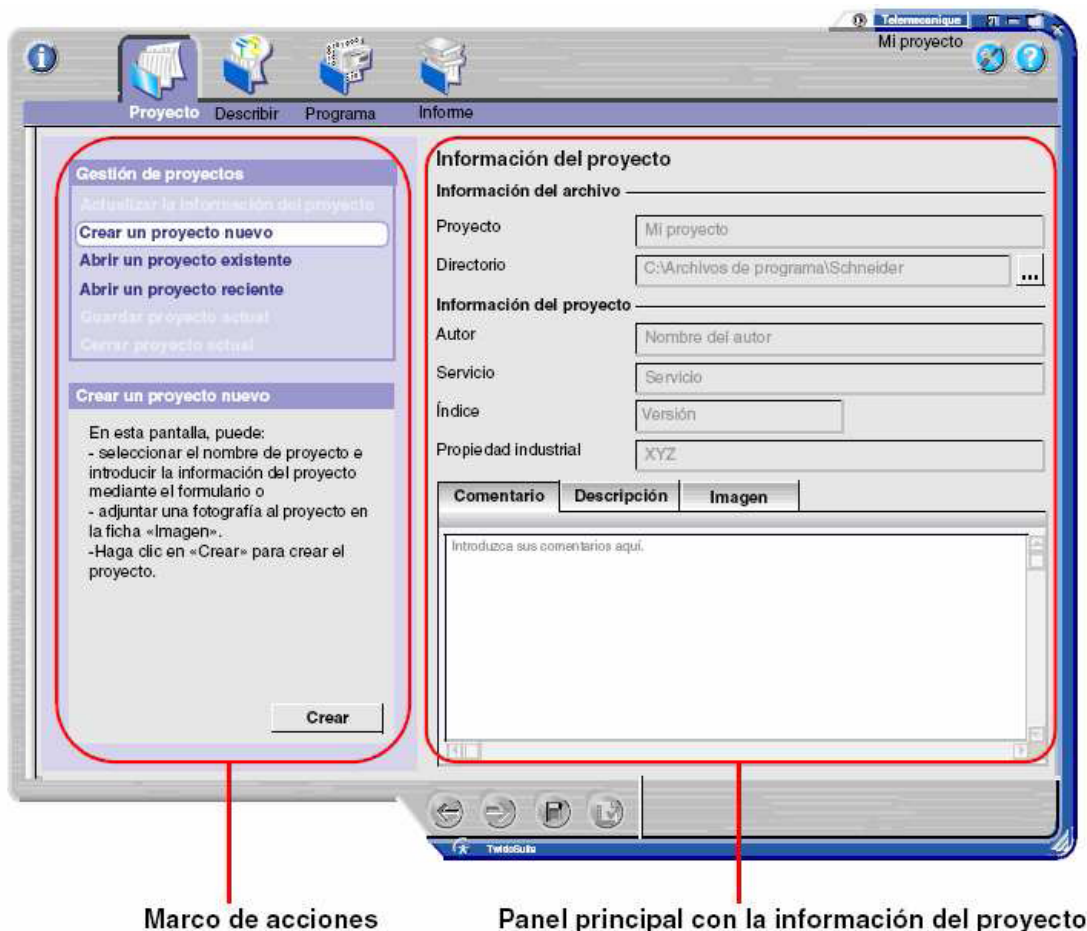 Telemecanique
Mi proyecto
Proyecto Describir Programa Informe
Gestión de proyectos
Actualizar la información del proyecto
Crear un proyecto nuevo
Abrir un proyecto existente
Abrir un proyecto reciente
Guardar proyecto actual
Cerrar proyecto actual
Crear un proyecto nuevo
En esta pantalla, puede:
- seleccionar el nombre de proyecto e
introducir la información del proyecto
mediante el formulario o
- adjuntar una fotografía al proyecto en
la ficha «Imagen».
-Haga clic en «Crear» para crear el
proyecto.
Crear
Información del proyecto
Información del archivo
Proyecto Mi proyecto
Directorio C:\Archivos de programa\Schneider ...
Información del proyecto
Autor Nombre del autor
Servicio Servicio
Índice Versión
Propiedad industrial XYZ
Comentario Descripción Imagen
Introduzca sus comentarios aquí.
TwidoSuite
Marco de acciones
Panel principal con la información del proyecto